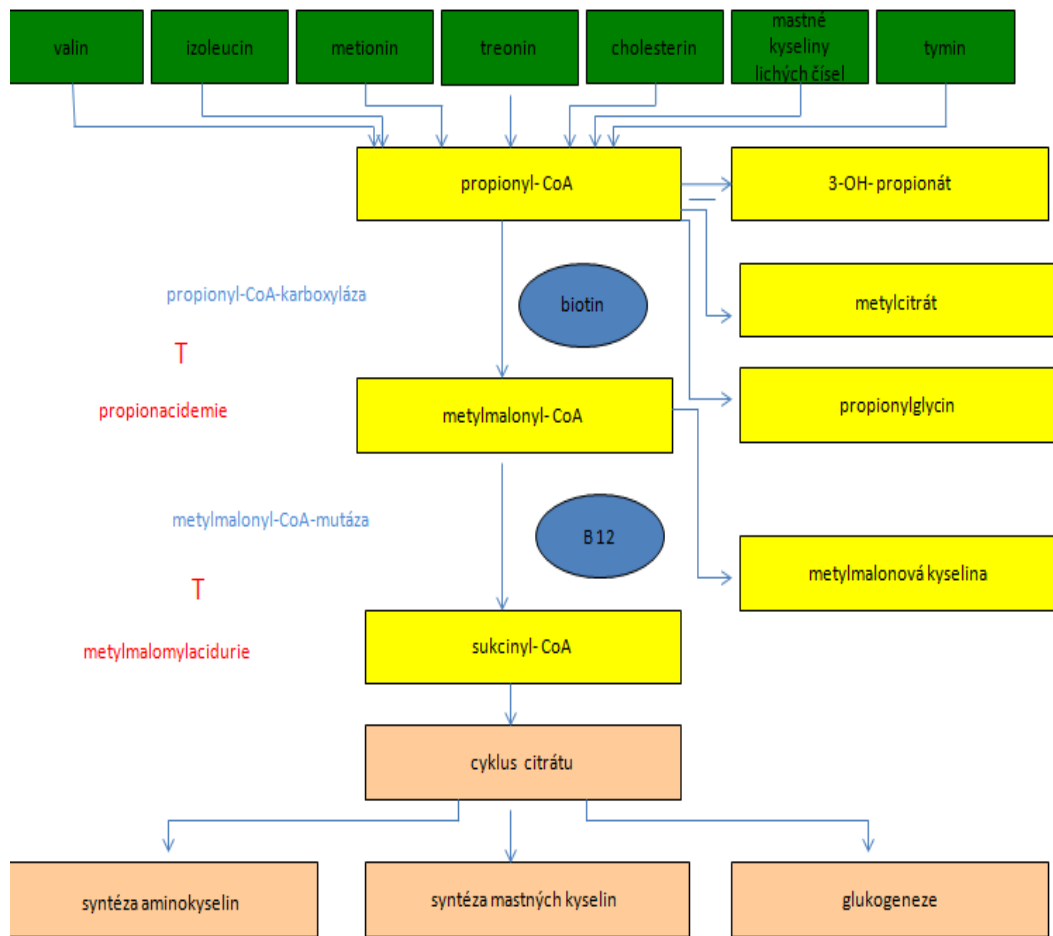 valin
izoleucin
metionin
treonin
cholesterin
mastné
kyseliny
lichých čísel
tymin
propionyl- CoA
3-OH- propionát
propionyl-CoA-karboxyláza
biotin
metylcitrát
T
propionacidemie
metylmalonyl- CoA
propionylglycin
metylmalonyl-CoA-mutáza
B 12
metylmalonová kyselina
T
metylmalomylacidurie
sukcinyl- CoA
cyklus citrátu
syntéza aminokyselin
syntéza mastných kyselin
glukogeneze